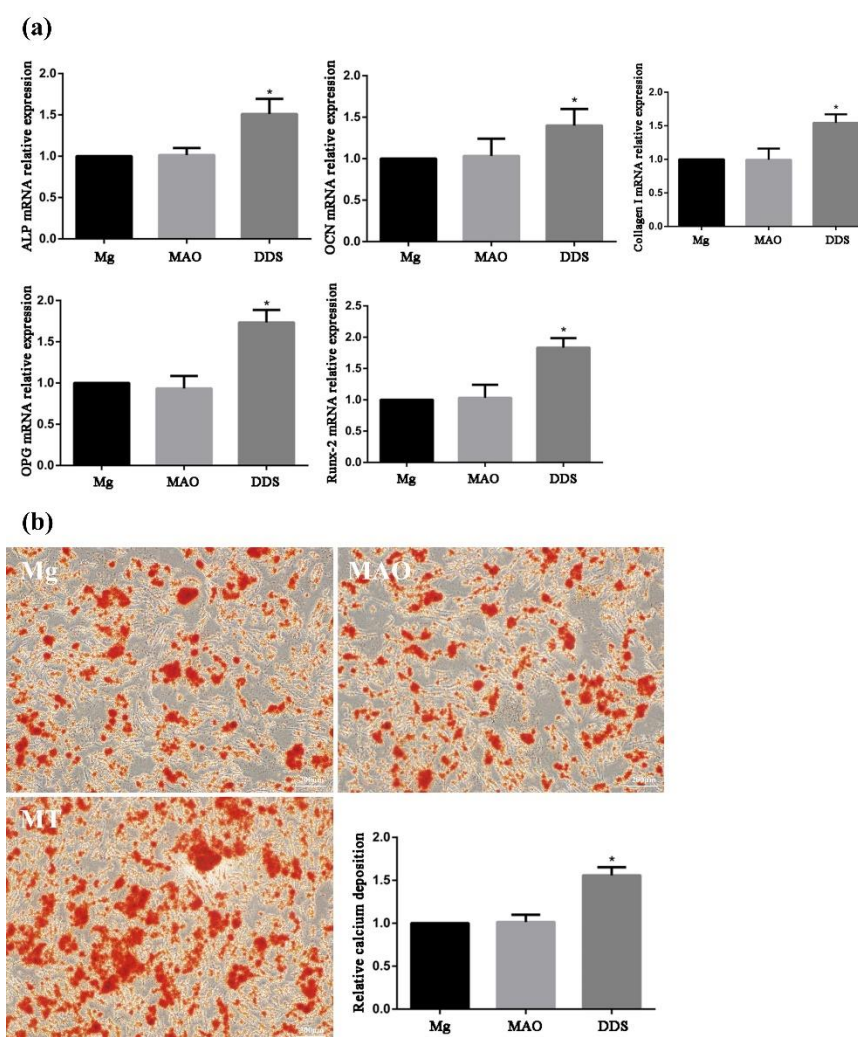 (a)
ALP mRNA relative expression
2.0
1.5
1.0
0.5
0.0
*
Mg MAO DDS
OCN mRNA relative expression
2.0
1.5
1.0
0.5
0.0
*
Mg MAO DDS
Collagen I mRNA relative expression
2.0
1.5
1.0
0.5
0.0
*
Mg MAO DDS
OPG mRNA relative expression
2.0
1.5
1.0
0.5
0.0
*
Mg MAO DDS
Runx-2 mRNA relative expression
2.5
2.0
1.5
1.0
0.5
0.0
*
Mg MAO DDS
(b)
Mg
200μm
MAO
200μm
MT
200μm
Relative calcium deposition
2.0
1.5
1.0
0.5
0.0
*
Mg MAO DDS